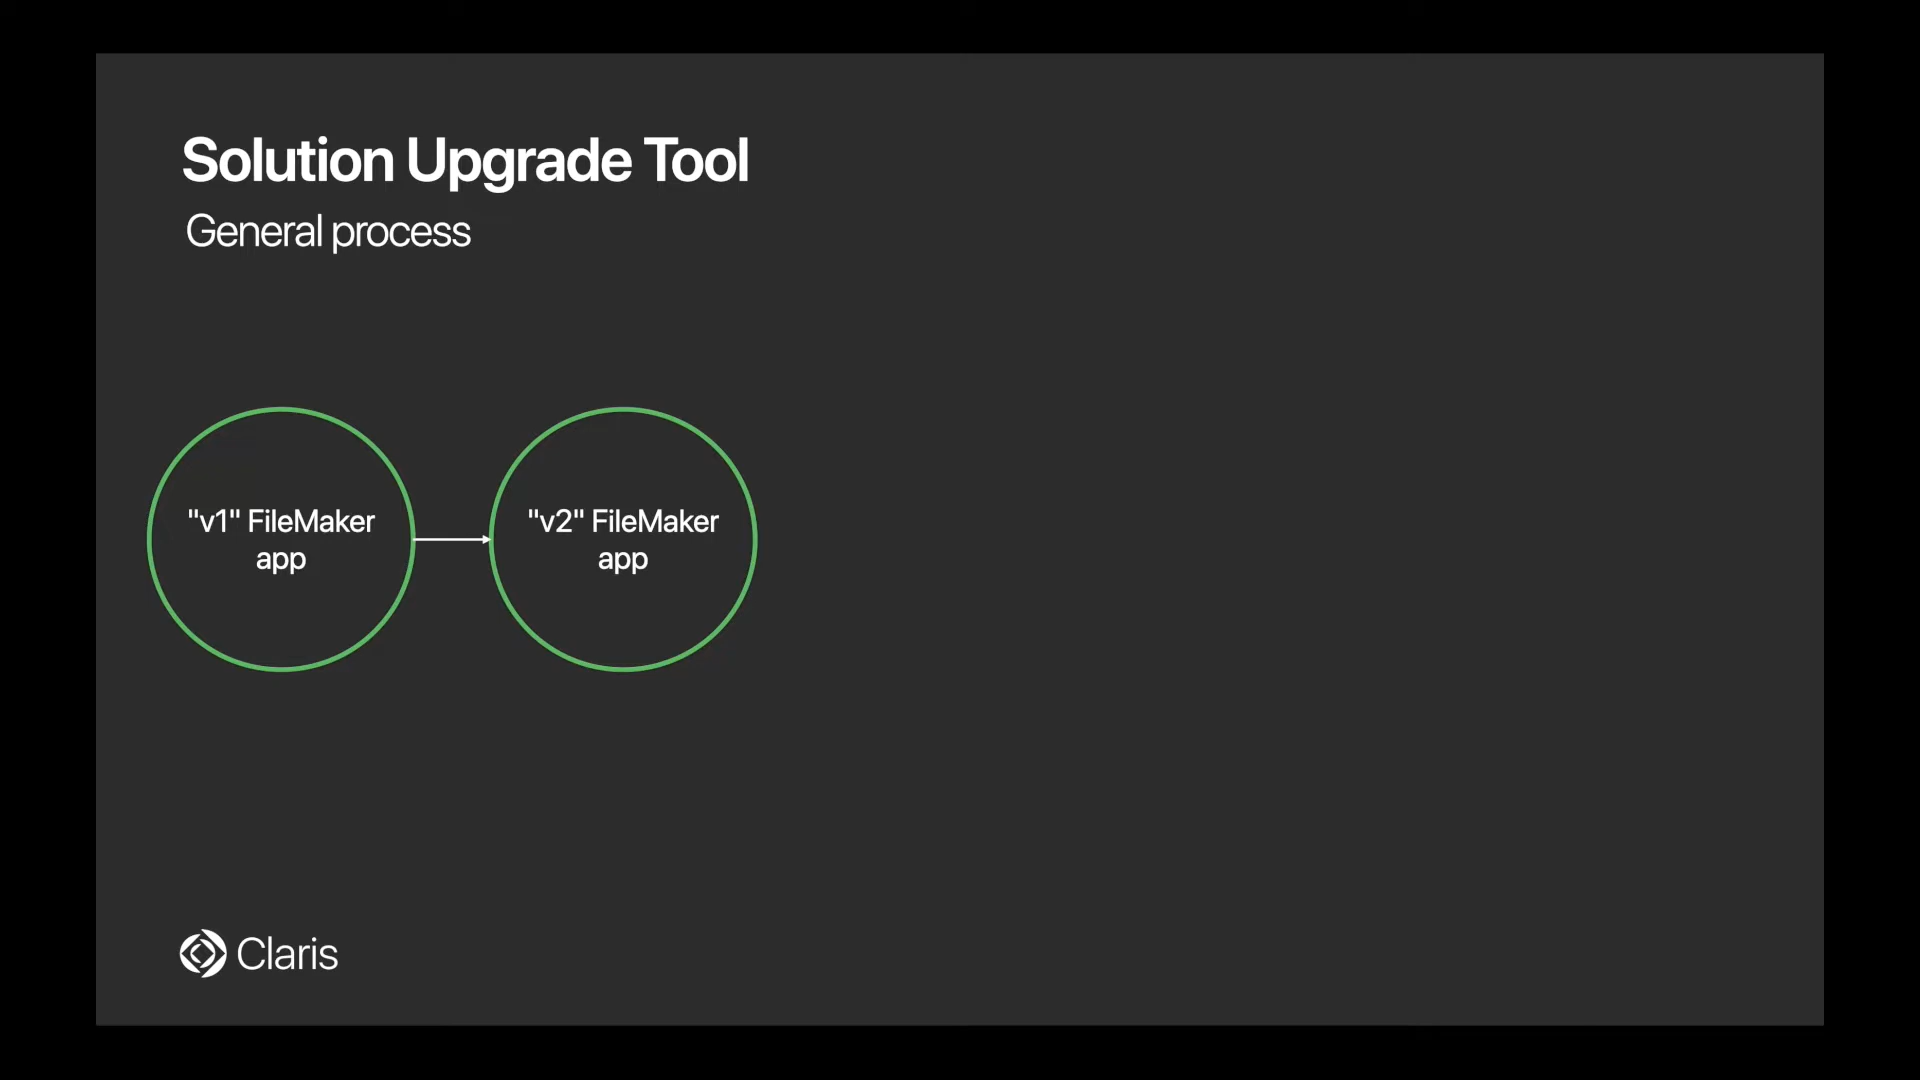 Solution Upgrade Tool
General process
"v1" FileMaker
app
"v2" FileMaker
app
Claris